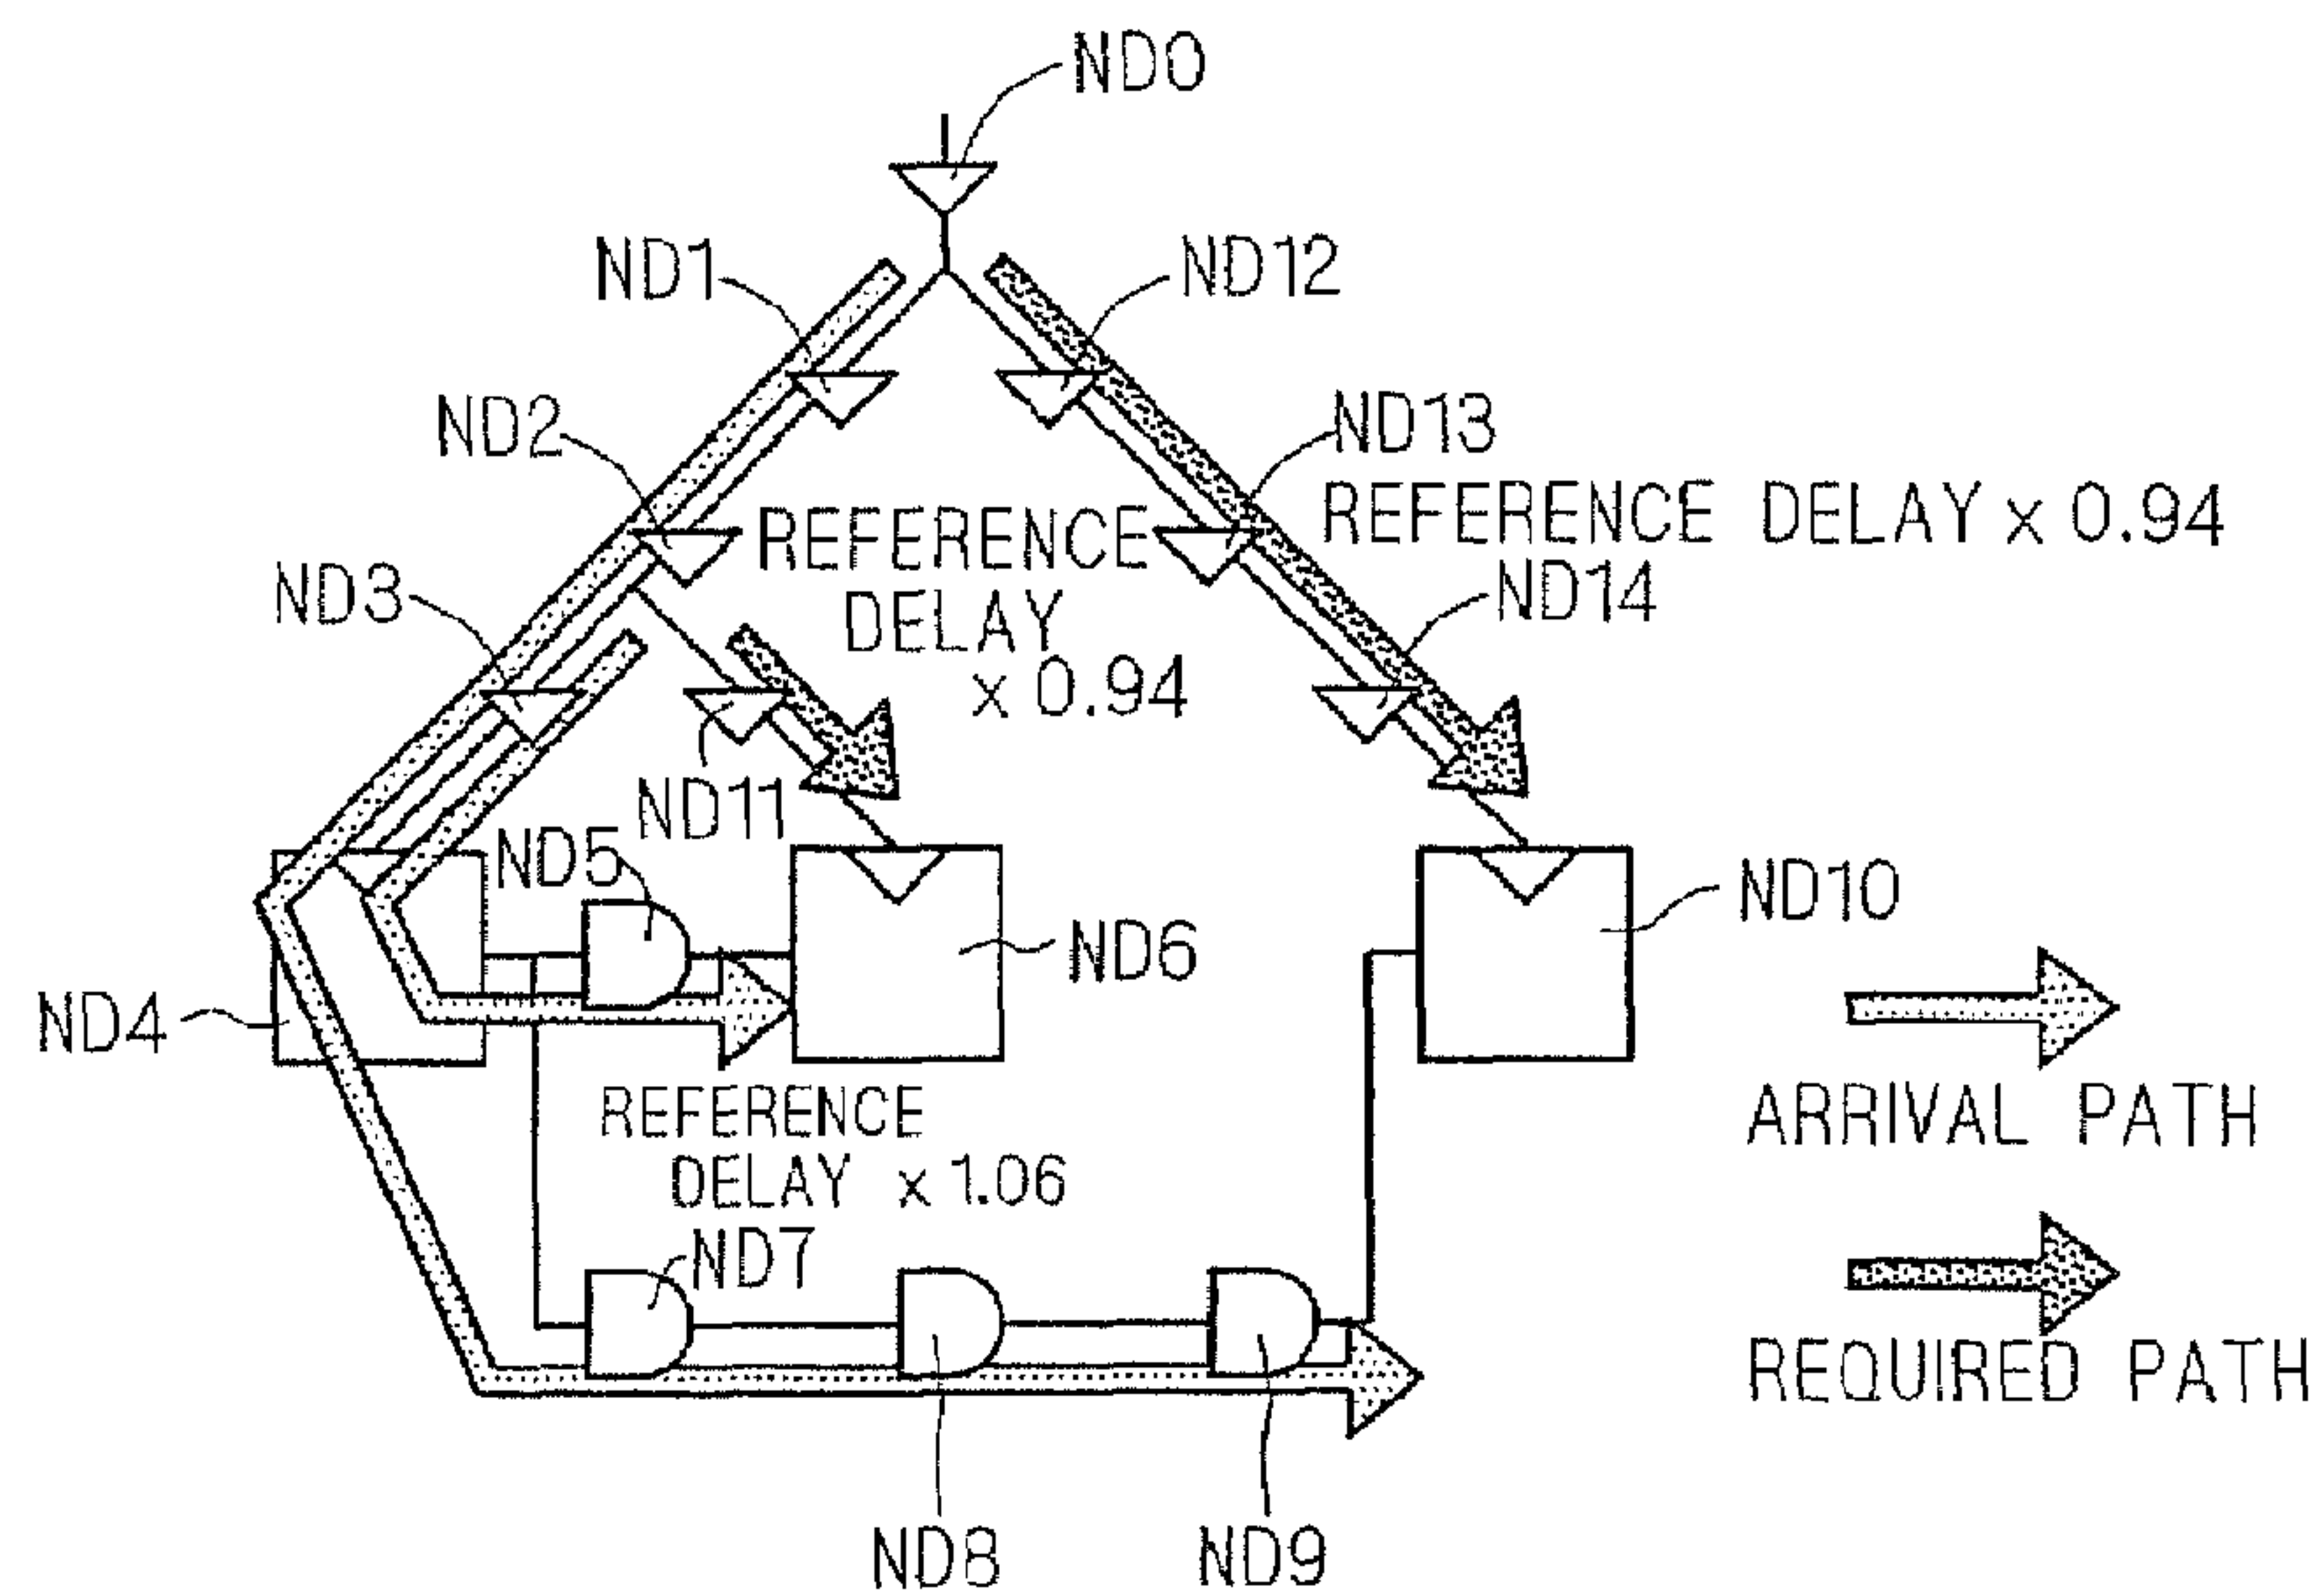 ND0
ND1
ND12
ND2
ND13
REFERENCE DELAY x 0.94
REFERENCE
DELAY
x 0.94
ND3
ND14
ND11
ND5
ND10
ND6
ND4
REFERENCE
DELAY x 1.06
ARRIVAL PATH
ND7
REQUIRED PATH
ND8
ND9